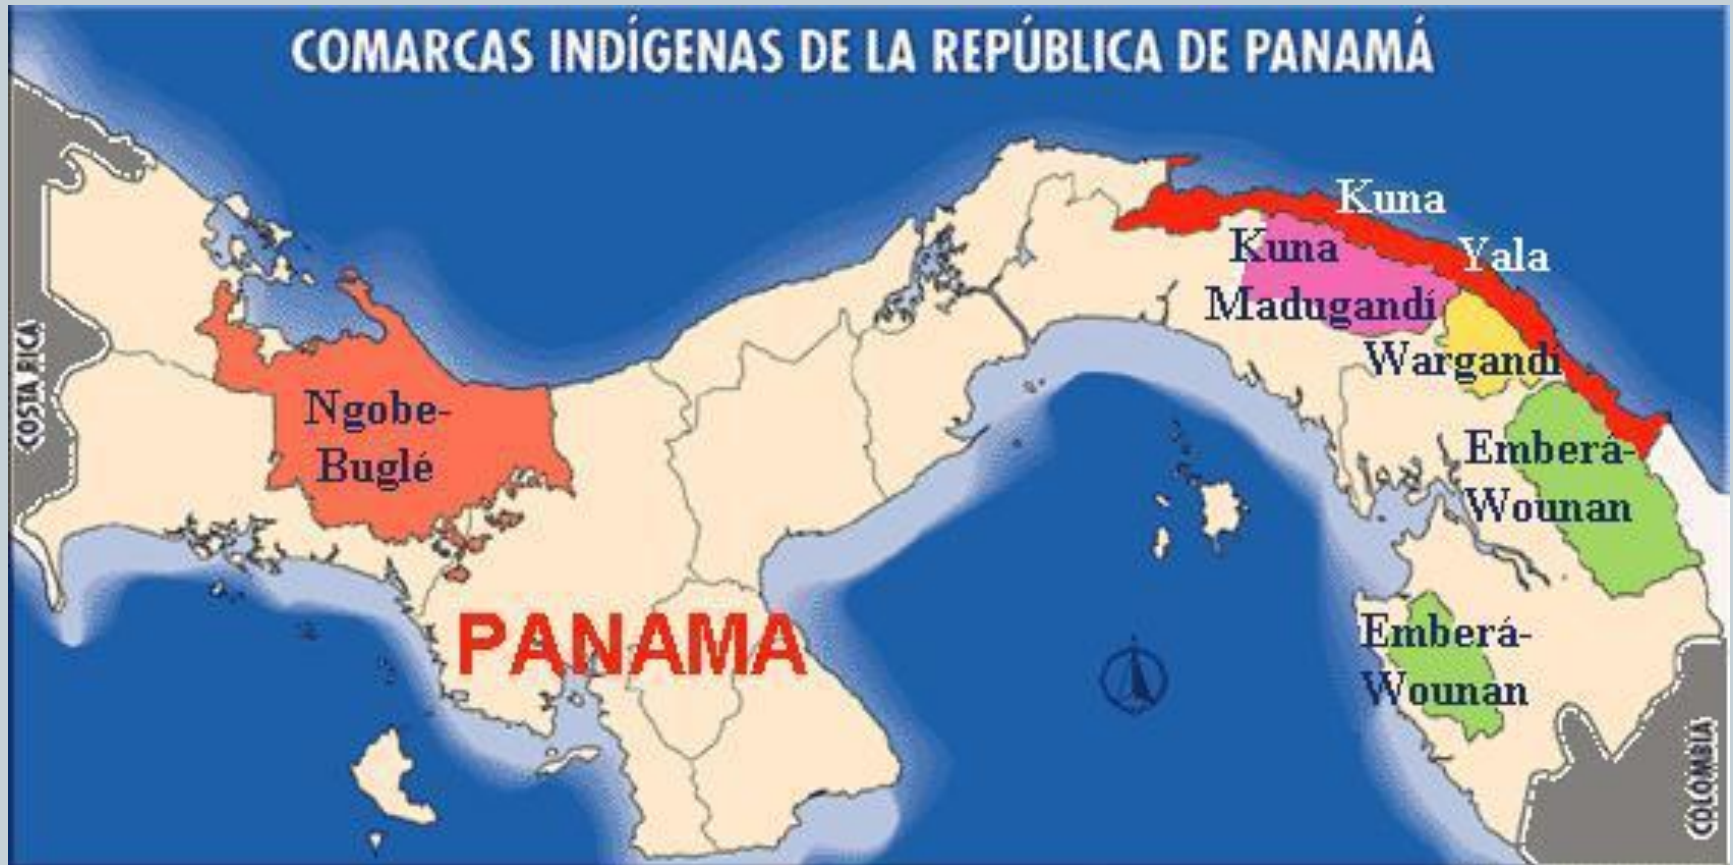 COMARCAS INDÍGENAS DE LA REPÚBLICA DE PANAMÁ
Kuna
Yala
Kuna
Madugandí
Wargandí
COSTA RICA
Ngobe-
Buglé
Emberá-
Wounan
PANAMA
Emberá-
Wounan
COLOMBIA